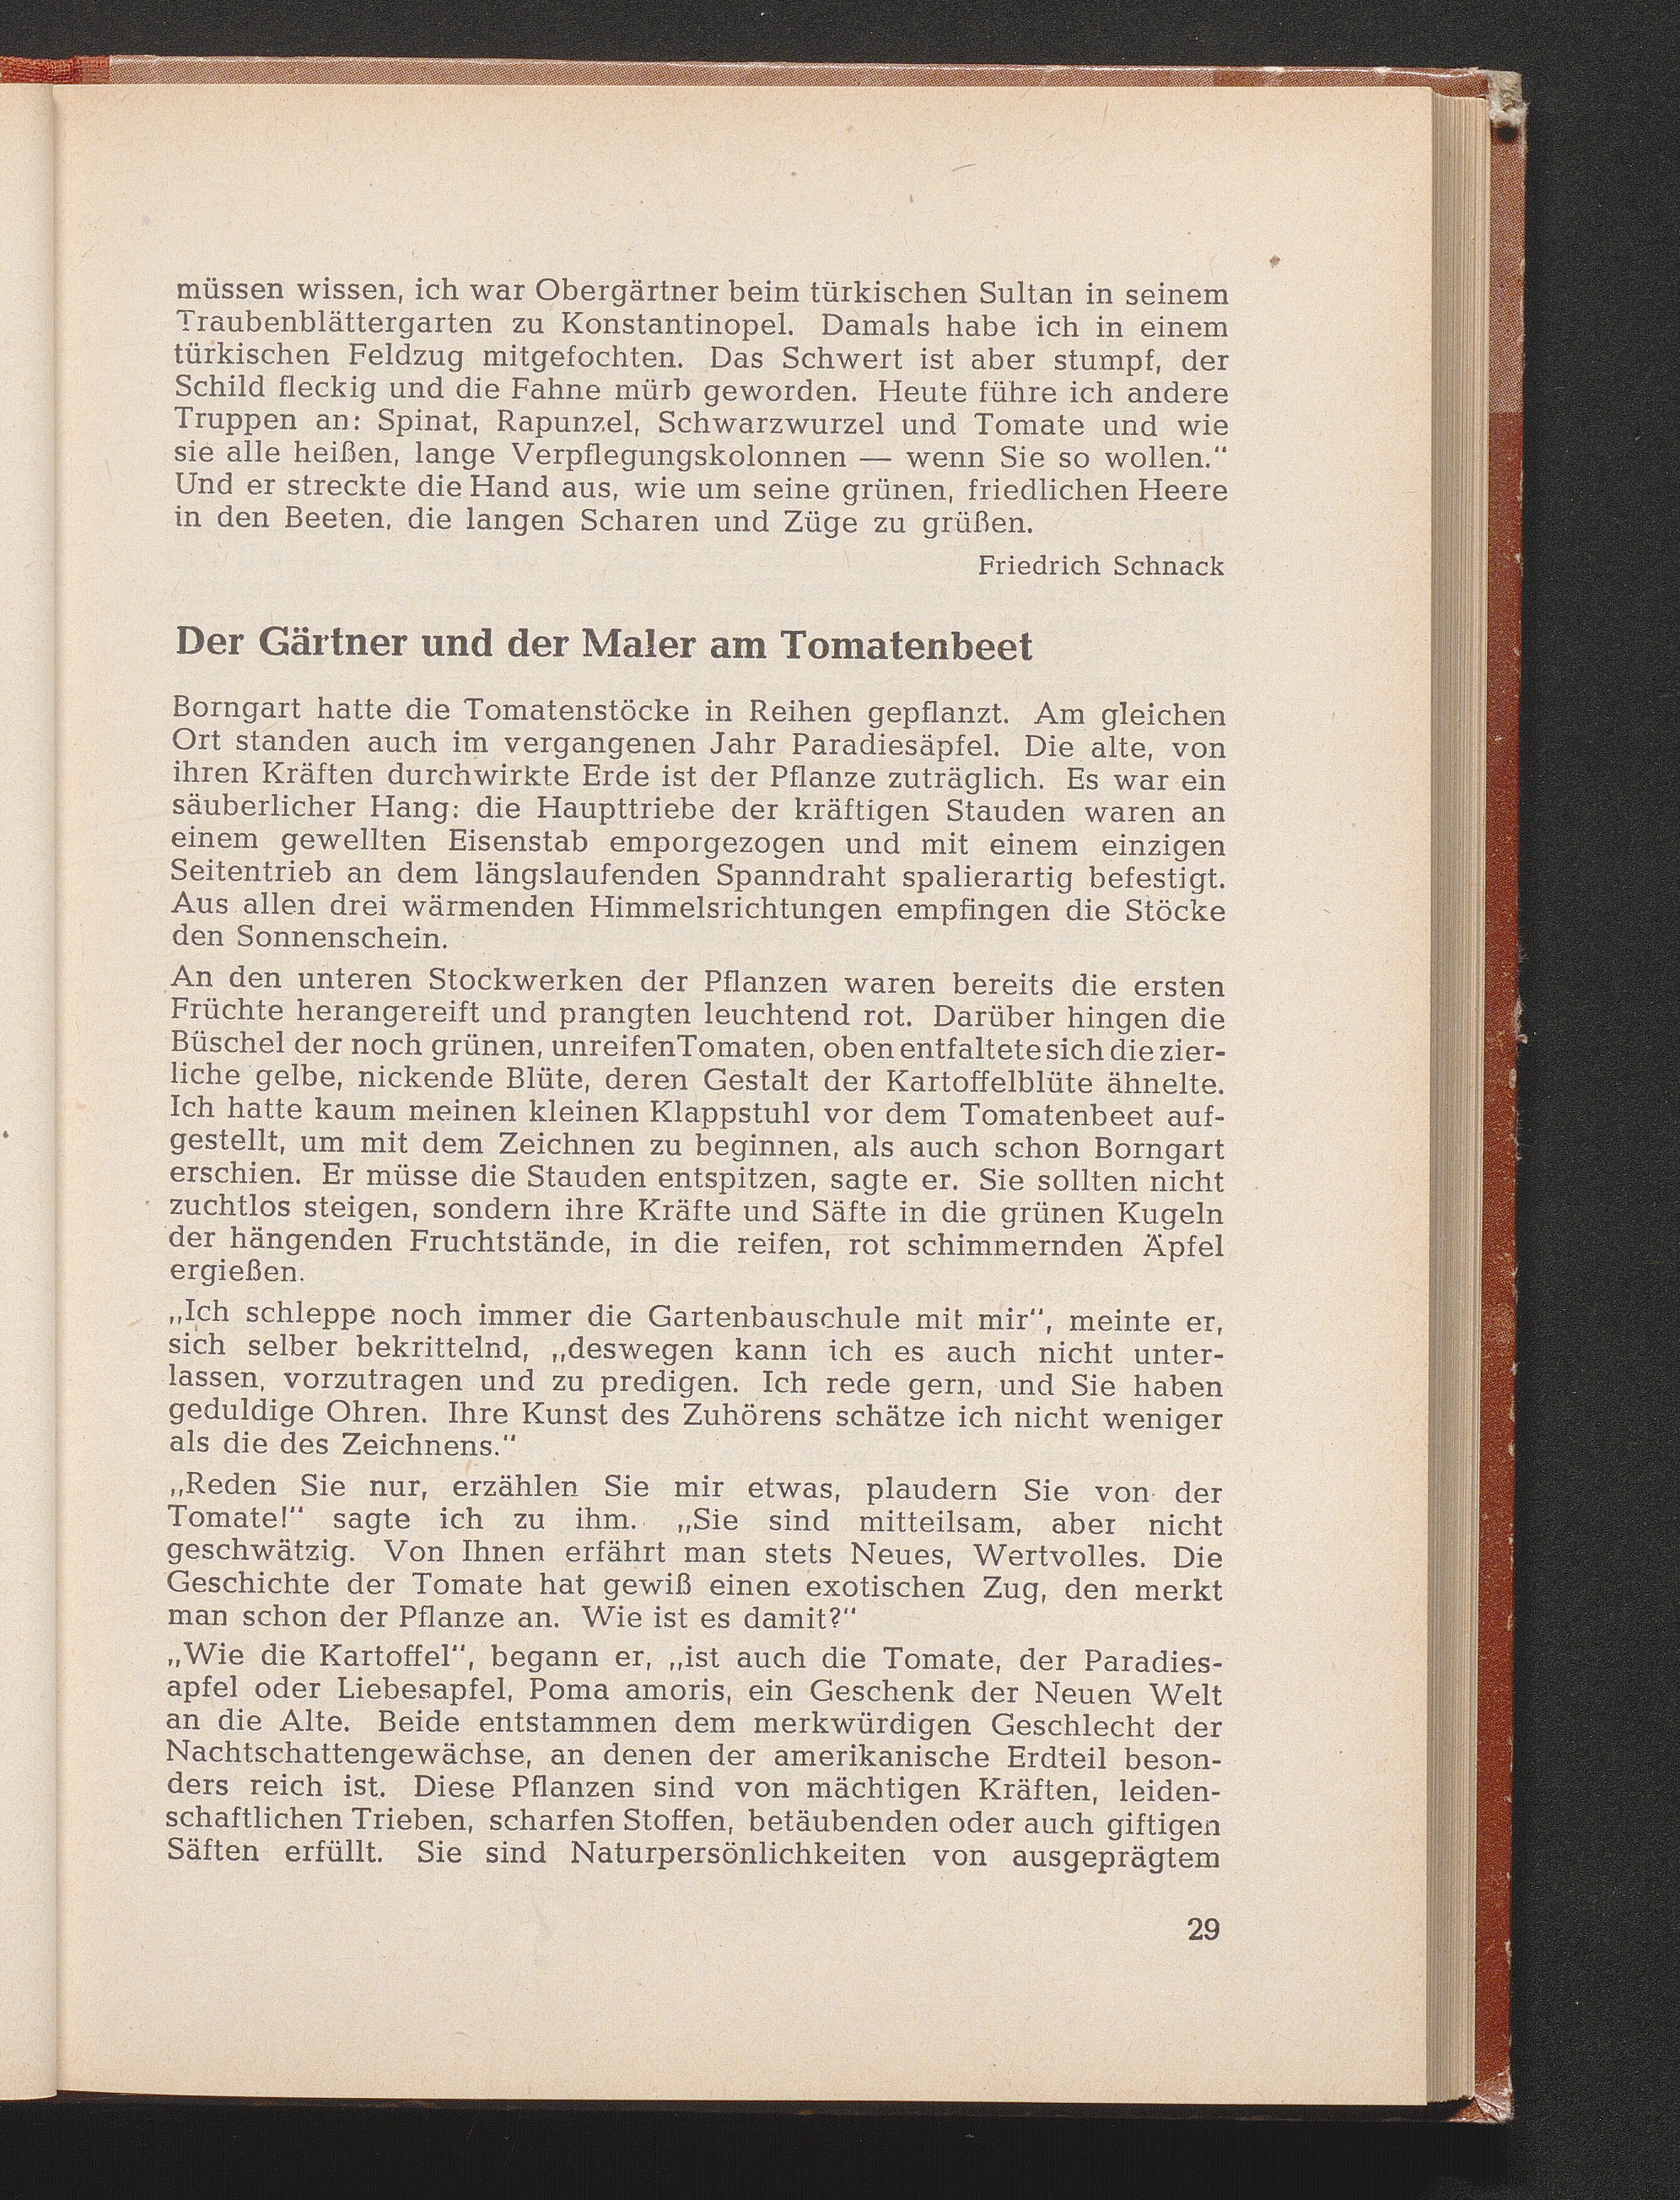 müssen wissen, ich war Obergärtner beim türkischen Sultan in seinem
Traubenblättergarten zu Konstantinopel. Damals habe ich in einem
türkischen Feldzug mitgefochten. Das Schwert ist aber stumpf, der
Schild fleckig und die Fahne mürb geworden. Heute führe ich andere
Truppen an: Spinat, Rapunzel, Schwarzwurzel und Tomate und wie
sie alle heißen, lange Verpflegungskolonnen — wenn Sie so wollen."
Und er streckte die Hand aus, wie um seine grünen, friedlichen Heere
in den Beeten, die langen Scharen und Züge zu grüßen.
Friedrich Schnack
Der Gärtner und der Maler am Tomatenbeet
Borngart hatte die Tomatenstöcke in Reihen gepflanzt. Am gleichen
Ort standen auch im vergangenen Jahr Paradiesäpfel. Die alte, von
ihren Kräften durchwirkte Erde ist der Pflanze zuträglich. Es war ein
säuberlicher Hang: die Haupttriebe der kräftigen Stauden waren an
einem gewellten Eisenstab emporgezogen und mit einem einzigen
Seitentrieb an dem längslaufenden Spanndraht spalierartig befestigt.
Aus allen drei wärmenden Himmelsrichtungen empfingen die Stöcke
den Sonnenschein.
An den unteren Stockwerken der Pflanzen waren bereits die ersten
Früchte herangereift und prangten leuchtend rot. Darüber hingen die
Büschel der noch grünen, unreifen Tomaten, oben entfaltete sich die zier-
liche gelbe, nickende Blüte, deren Gestalt der Kartoffelblüte ähnelte.
Ich hatte kaum meinen kleinen Klappstuhl vor dem Tomatenbeet auf-
gestellt, um mit dem Zeichnen zu beginnen, als auch schon Borngart
erschien. Er müsse die Stauden entspitzen, sagte er. Sie sollten nicht
zuchtlos steigen, sondern ihre Kräfte und Säfte in die grünen Kugeln
der hängenden Fruchtstände, in die reifen, rot schimmernden Äpfel
ergießen.
„Ich schleppe noch immer die Gartenbauschule mit mir", meinte er,
sich selber bekrittelnd, „deswegen kann ich es auch nicht unter-
lassen, vorzutragen und zu predigen. Ich rede gern, und Sie haben
geduldige Ohren. Ihre Kunst des Zuhörens schätze ich nicht weniger
als die des Zeichnens."
„Reden Sie nur, erzählen Sie mir etwas, plaudern Sie von der
Tomate!" sagte ich zu ihm. „Sie sind mitteilsam, aber nicht
geschwätzig. Von Ihnen erfährt man stets Neues, Wertvolles. Die
Geschichte der Tomate hat gewiß einen exotischen Zug, den merkt
man schon der Pflanze an. Wie ist es damit?"
„Wie die Kartoffel", begann er, „ist auch die Tomate, der Paradies-
apfel oder Liebesapfel, Poma amoris, ein Geschenk der Neuen Welt
an die Alte. Beide entstammen dem merkwürdigen Geschlecht der
Nachtschattengewächse, an denen der amerikanische Erdteil beson-
ders reich ist. Diese Pflanzen sind von mächtigen Kräften, leiden-
schaftlichen Trieben, scharfen Stoffen, betäubenden oder auch giftigen
Säften erfüllt. Sie sind Naturpersönlichkeiten von ausgeprägtem
29